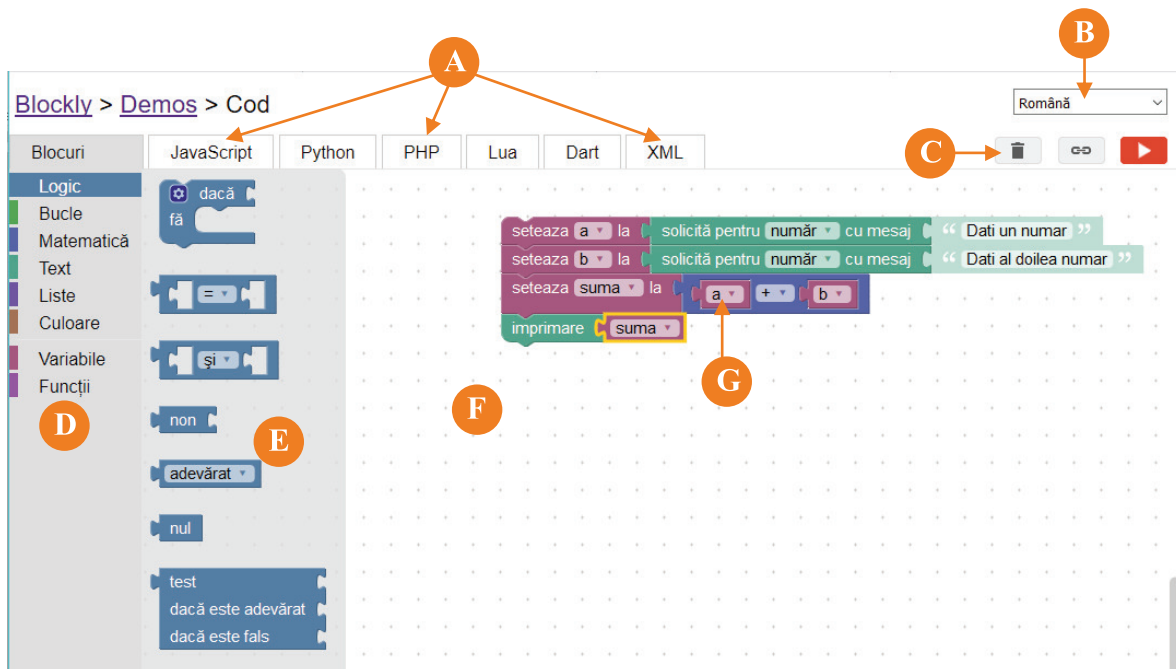 B
A
Blockly > Demos > Cod
Română
Blocuri JavaScript Python PHP Lua Dart XML
C
Logic
Bucle
Matematică
Text
Liste
Culoare
Variabile
Funcții
D
dacă
fă
=
și
non
E
adevărat
nul
test
dacă este adevărat
dacă este fals
seteaza a la solicită pentru număr cu mesaj “ Dati un numar ”
seteaza b la solicită pentru număr cu mesaj “ Dati al doilea numar ”
seteaza suma la a + b
imprimare suma
G
F